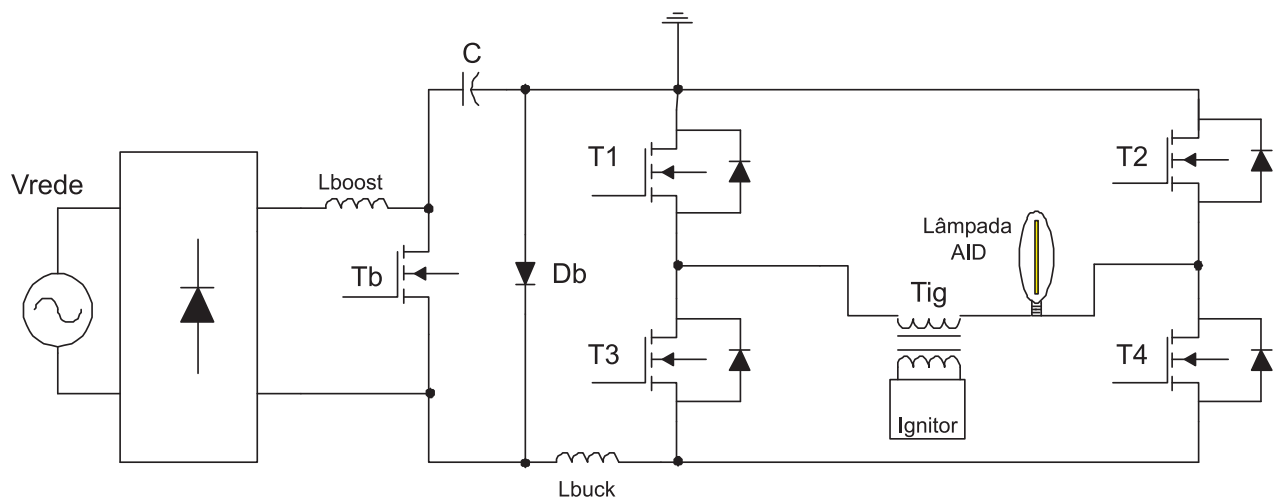 C
T1
T2
Vrede
Lboost
Lâmpada
AID
Tb
Db
Tig
T3
T4
Ignitor
Lbuck